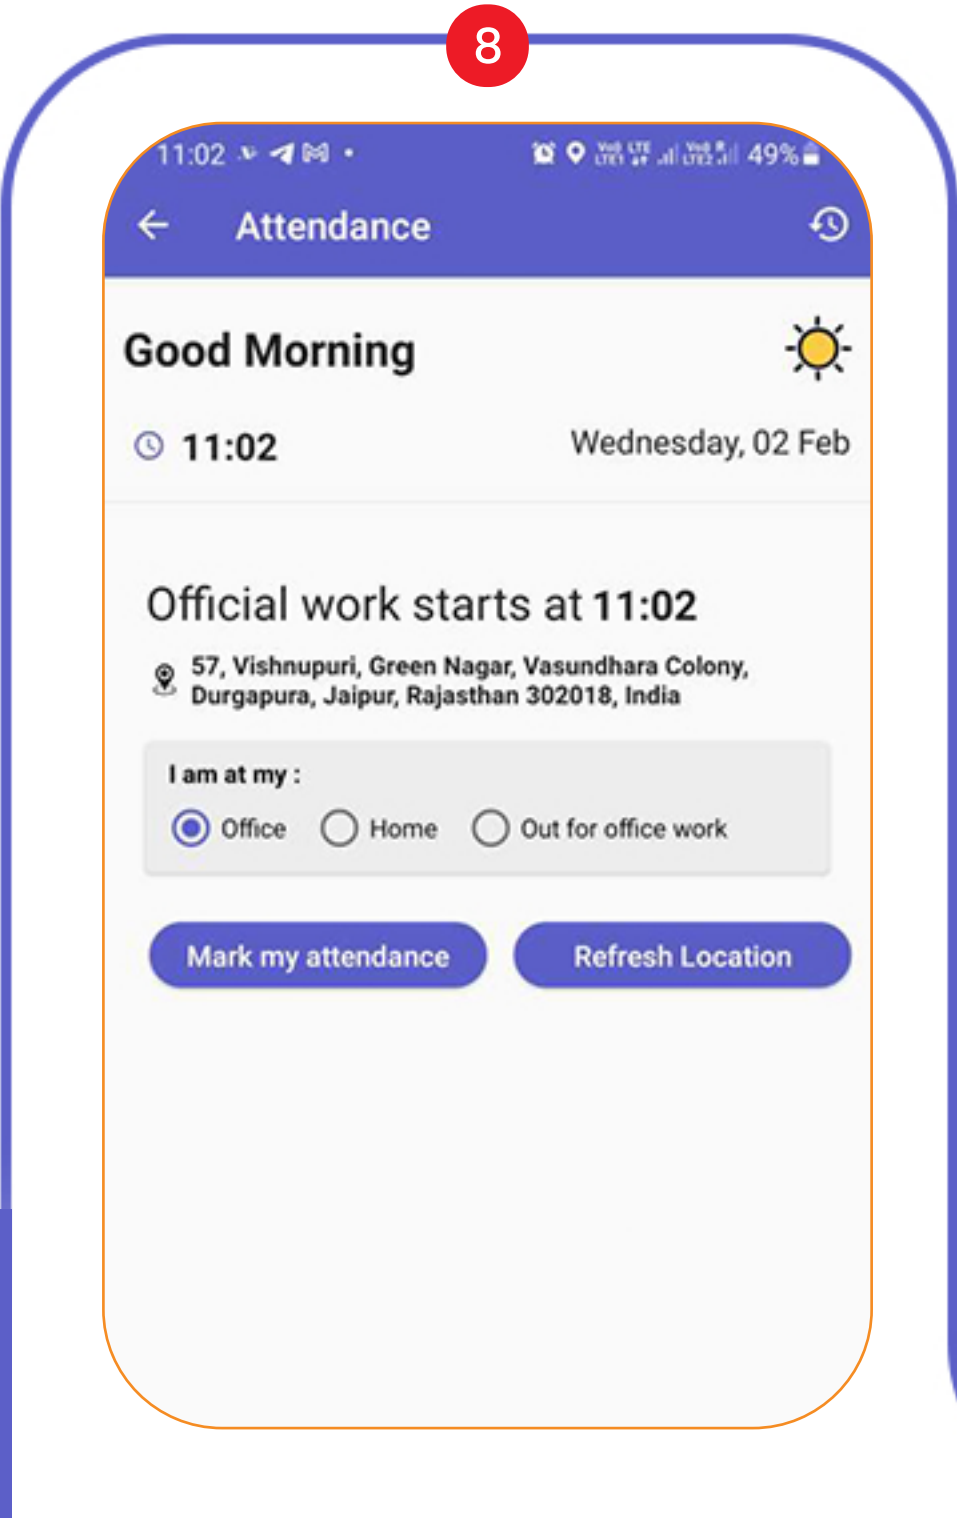 8
11:02
49%
Attendance
Good Morning
11:02 Wednesday, 02 Feb
Official work starts at 11:02
57, Vishnupuri, Green Nagar, Vasundhara Colony,
Durgapura, Jaipur, Rajasthan 302018, India
I am at my :
Office Home Out for office work
Mark my attendance Refresh Location